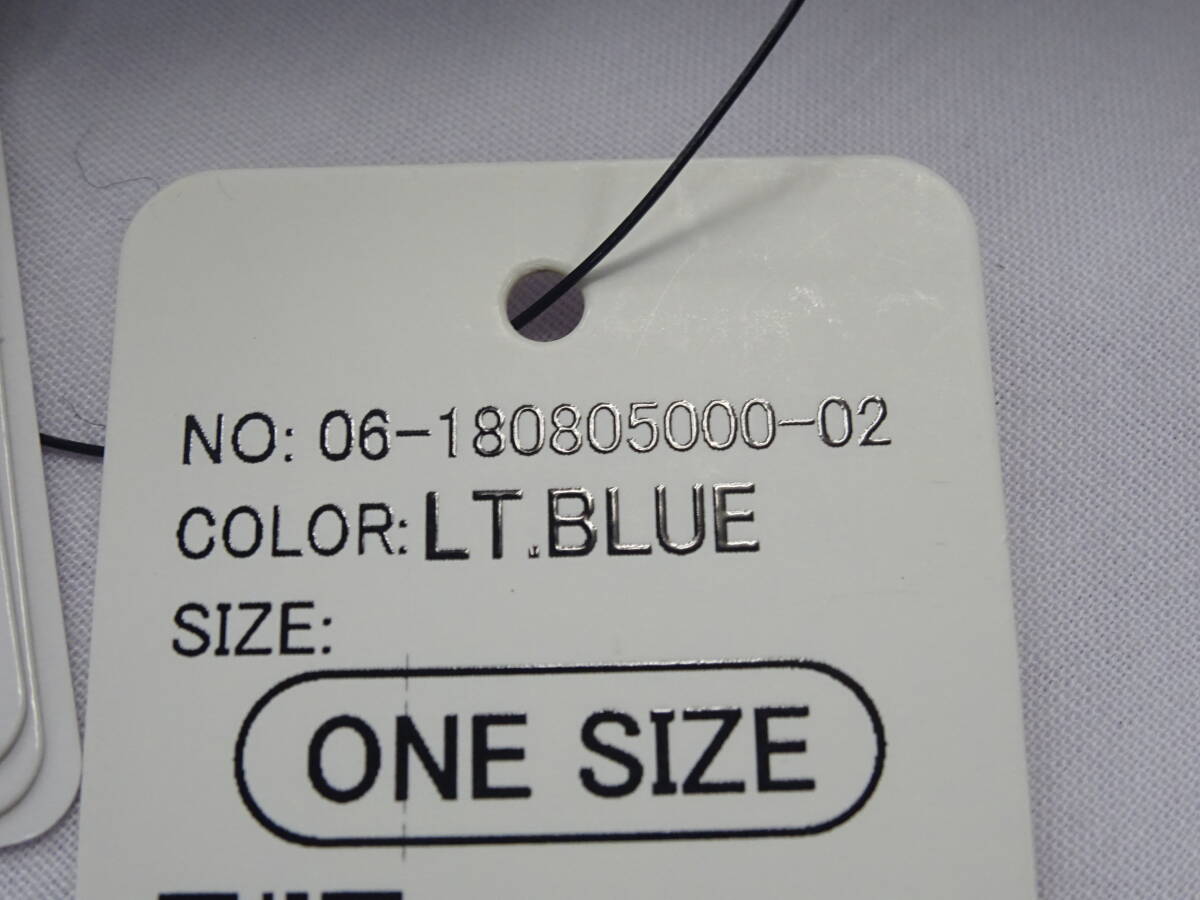 NO: 06-180805000-02
COLOR: LT.BLUE
SIZE:
ONE SIZE